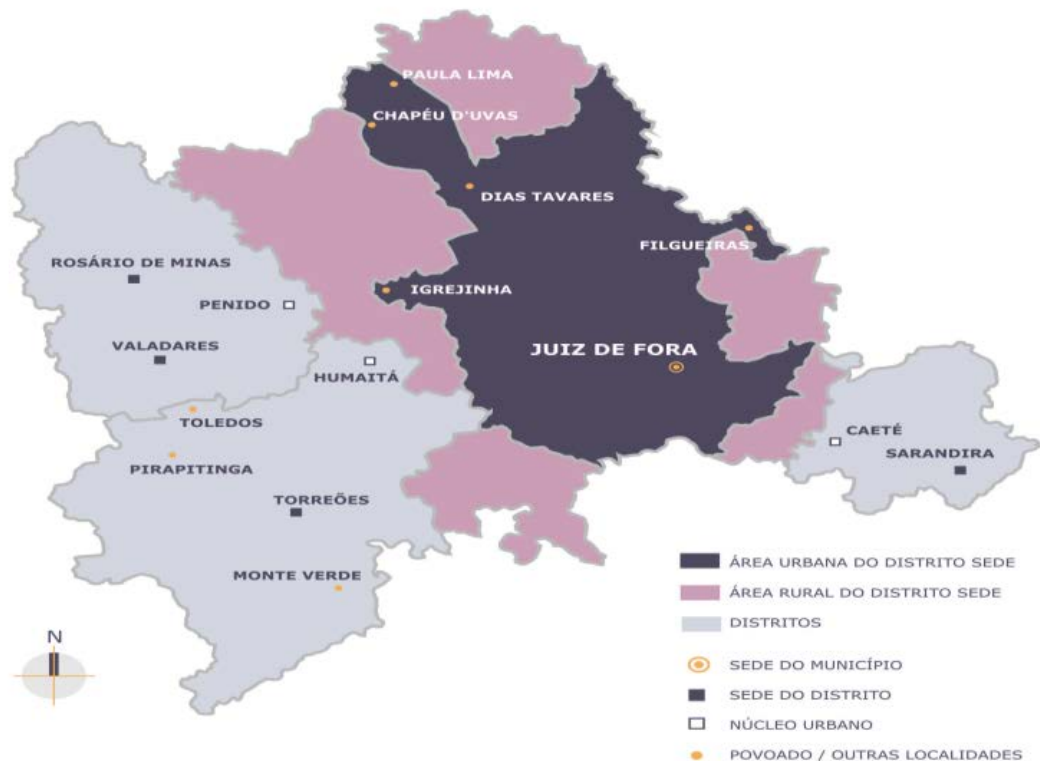 PAULA LIMA
CHAPÉU D'UVAS
DIAS TAVARES
FILGUEIRAS
ROSÁRIO DE MINAS
IGREJINHA
PENIDO
VALADARES
JUIZ DE FORA
HUMAITÁ
TOLEDOS
CAETÉ
PIRAPITINGA
SARANDIRA
TORREÕES
MONTE VERDE
N
ÁREA URBANA DO DISTRITO SEDE
ÁREA RURAL DO DISTRITO SEDE
DISTRITOS
SEDE DO MUNICÍPIO
SEDE DO DISTRITO
NÚCLEO URBANO
POVOADO / OUTRAS LOCALIDADES